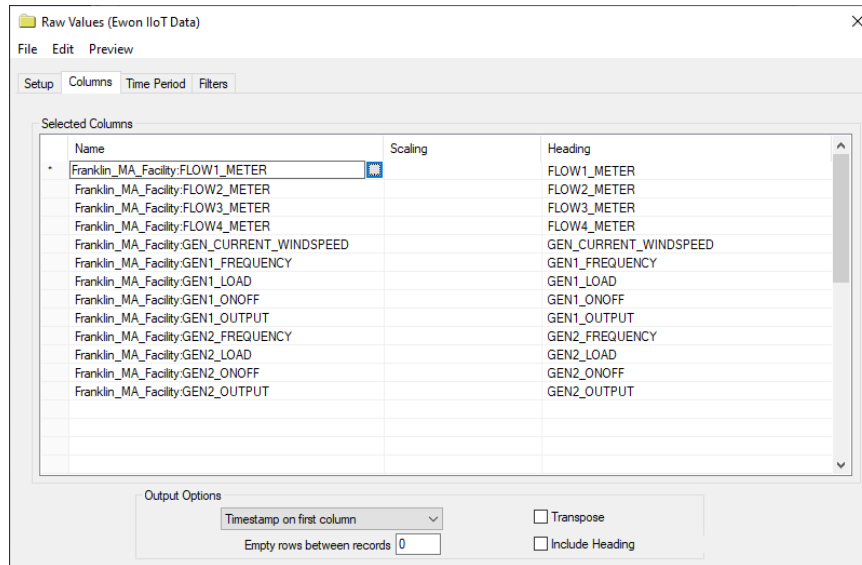 Raw Values (Ewon IIoT Data)
File Edit Preview
Setup Columns Time Period Filters
Selected Columns
Name Scaling Heading
* Franklin_MA_Facility:FLOW1_METER FLOW1_METER
Franklin_MA_Facility:FLOW2_METER FLOW2_METER
Franklin_MA_Facility:FLOW3_METER FLOW3_METER
Franklin_MA_Facility:FLOW4_METER FLOW4_METER
Franklin_MA_Facility:GEN_CURRENT_WINDSPEED GEN_CURRENT_WINDSPEED
Franklin_MA_Facility:GEN1_FREQUENCY GEN1_FREQUENCY
Franklin_MA_Facility:GEN1_LOAD GEN1_LOAD
Franklin_MA_Facility:GEN1_ONOFF GEN1_ONOFF
Franklin_MA_Facility:GEN1_OUTPUT GEN1_OUTPUT
Franklin_MA_Facility:GEN2_FREQUENCY GEN2_FREQUENCY
Franklin_MA_Facility:GEN2_LOAD GEN2_LOAD
Franklin_MA_Facility:GEN2_ONOFF GEN2_ONOFF
Franklin_MA_Facility:GEN2_OUTPUT GEN2_OUTPUT
Output Options
Timestamp on first column Transpose
Empty rows between records 0 Include Heading